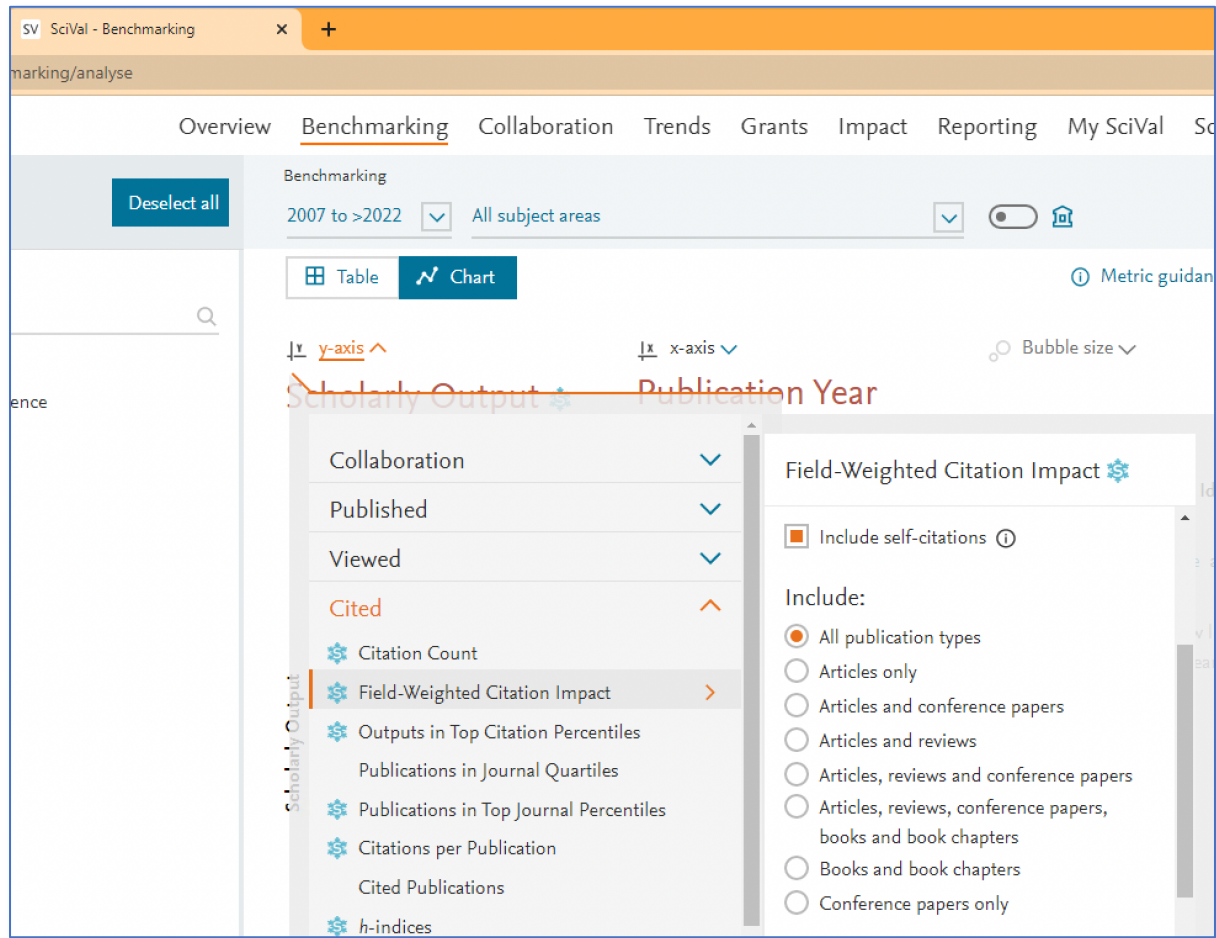 SV SciVal - Benchmarking
marking/analyse
Overview Benchmarking Collaboration Trends Grants Impact Reporting My SciVal
Deselect all
Benchmarking
2007 to >2022 All subject areas
Table Chart
Metric guidan
y-axis x-axis Bubble size
Scholarly Output Publication Year
ence
Collaboration
Published
Viewed
Cited
Citation Count
Field-Weighted Citation Impact
Outputs in Top Citation Percentiles
Publications in Journal Quartiles
Publications in Top Journal Percentiles
Citations per Publication
Cited Publications
h-indices
Scholarly Output
Field-Weighted Citation Impact
Include self-citations
Include:
All publication types
Articles only
Articles and conference papers
Articles and reviews
Articles, reviews and conference papers
Articles, reviews, conference papers,
books and book chapters
Books and book chapters
Conference papers only